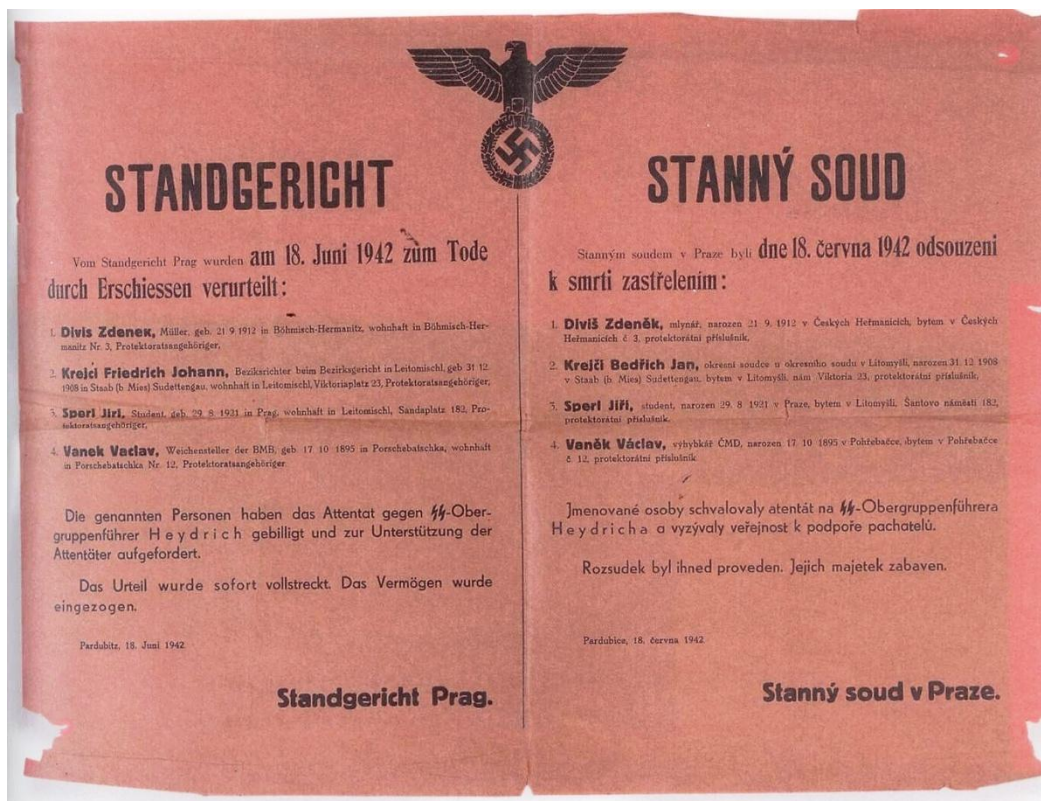 STANDGERICHT
Vom Standgericht Prag wurden am 18. Juni 1942 zum Tode
durch Erschiessen verurteilt:
1. Divis Zdenek, Müller, geb. 21 9. 1912 in Böhmisch-Hermanitz, wohnhaft in Böhmisch-Her-
manitz Nr. 3, Protektoratsangehöriger,
2. Krejci Friedrich Johann, Bezirksrichter beim Bezirksgericht in Leitomischl, geb 31 12.
1908 in Staab (b. Mies) Sudettengau, wohnhaft in Leitomischl, Viktoriaplatz 23, Protektoratsangehöriger,
3. Sperl Jiri, Student, geb. 29. 8. 1921 in Prag, wohnhaft in Leitomischl, Santaplatz 182, Pro-
tektoratsangehöriger,
4. Vanek Vaclav, Weichensteller der BMB, geb. 17 10 1895 in Porschebatschka, wohnhaft
in Porschebatschka Nr. 12, Protektoratsangehöriger
Die genannten Personen haben das Attentat gegen SS-Ober-
gruppenführer Heydrich gebilligt und zur Unterstützung der
Attentäter aufgefordert.
Das Urteil wurde sofort vollstreckt. Das Vermögen wurde
eingezogen.
Pardubitz, 18. Juni 1942
Standgericht Prag.
STANNÝ SOUD
Stanným soudem v Praze byli dne 18. června 1942 odsouzeni
k smrti zastřelením:
1. Diviš Zdeněk, mlynář, narozen 21. 9. 1912 v Českých Heřmanicích, bytem v Českých
Heřmanicích č 3, protektorátní příslušník,
2. Krejčí Bedřich Jan, okresní soudce u okresního soudu v Litomyšli, narozen 31. 12 1908
v Staab (b. Mies) Sudettengau, bytem v Litomyšli, nám Viktoria 23, protektorátní příslušník,
3. Sperl Jiří, student, narozen 29. 8 1921 v Praze, bytem v Litomyšli, Šantovo náměstí 182,
protektorátní příslušník.
4. Vaněk Václav, výhybkář ČMD, narozen 17 10 1895 v Pohřebačce, bytem v Pohřebačce
č 12, protektorátní příslušník
Jmenované osoby schvalovaly atentát na SS-Obergruppenführera
Heydricha a vyzývaly veřejnost k podpoře pachatelů.
Rozsudek byl ihned proveden. Jejich majetek zabaven.
Pardubice, 18. června 1942
Stanný soud v Praze.